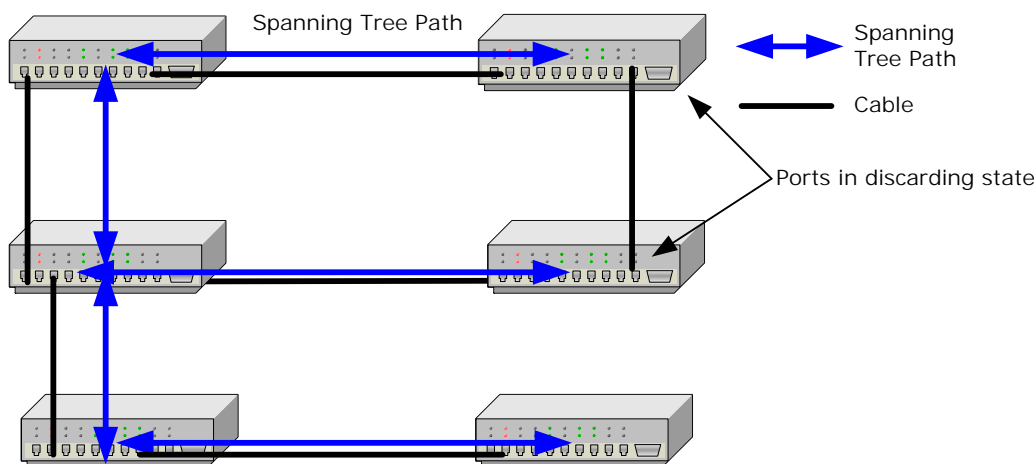 Spanning Tree Path
Spanning
Tree Path
Cable
Ports in discarding state